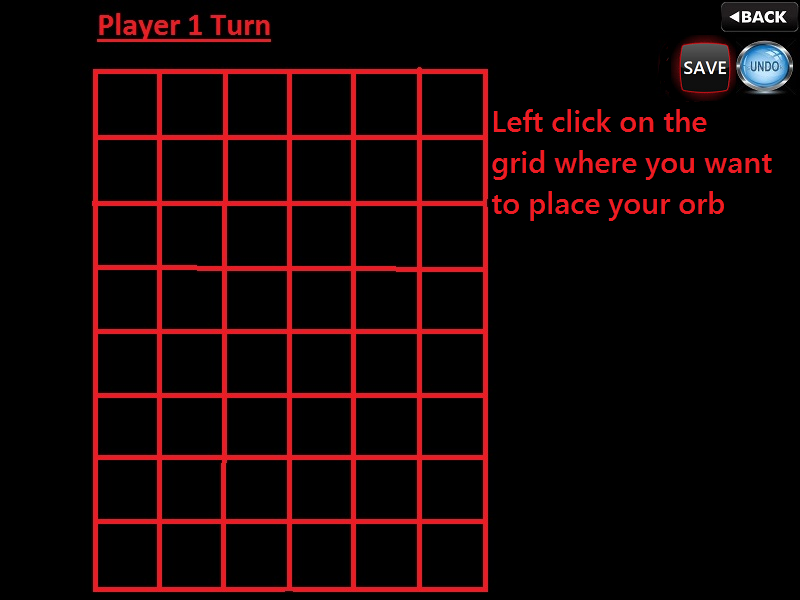 Player 1 Turn
◄BACK
SAVE
UNDO
Left click on the
grid where you want
to place your orb